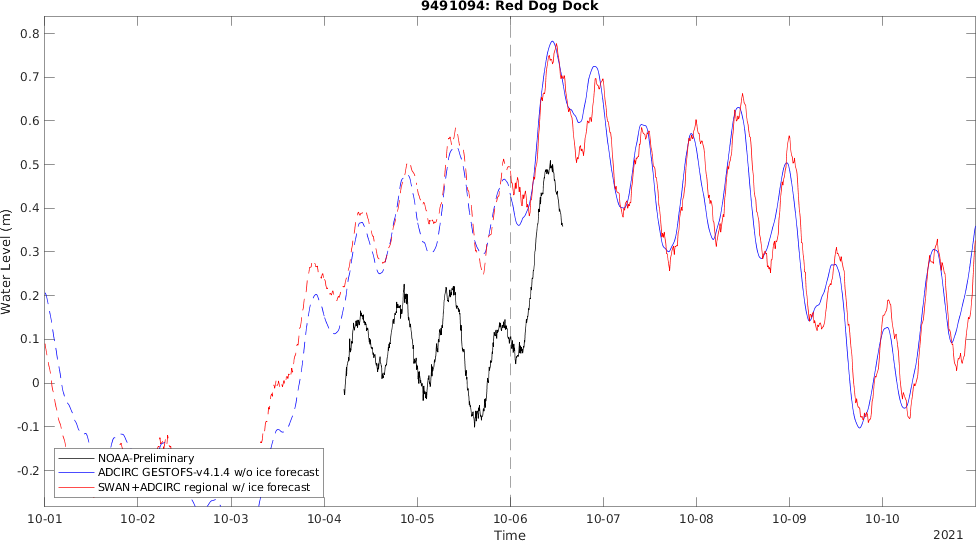 9491094: Red Dog Dock
0.8
0.7
0.6
0.5
0.4
0.3
0.2
0.1
0
-0.1
-0.2
Water Level (m)
NOAA-Preliminary
ADCIRC GESTOFS-v4.1.4 w/o ice forecast
SWAN+ADCIRC regional w/ ice forecast
10-01 10-02 10-03 10-04 10-05 10-06 10-07 10-08 10-09 10-10
Time
2021